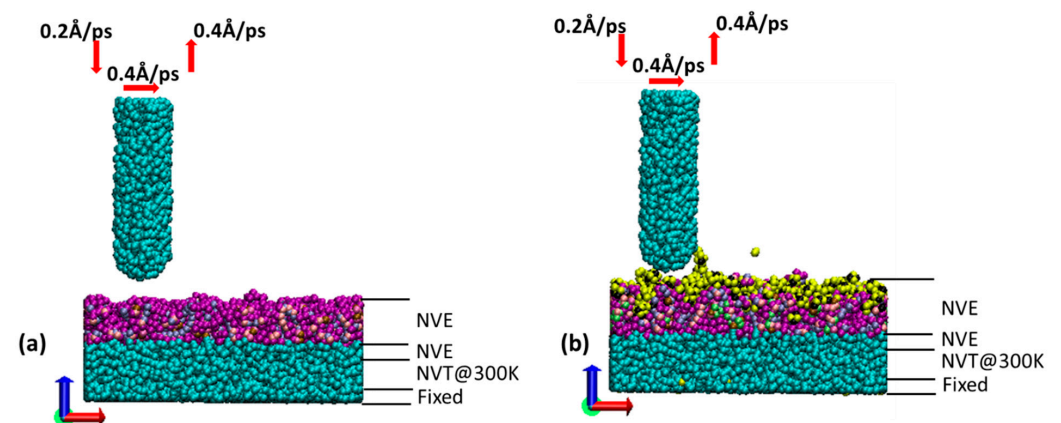 0.2Å/ps
0.4Å/ps
0.4Å/ps
NVE
(a)
NVE
NVT@300K
Fixed
0.2Å/ps
0.4Å/ps
0.4Å/ps
NVE
(b)
NVE
NVT@300K
Fixed